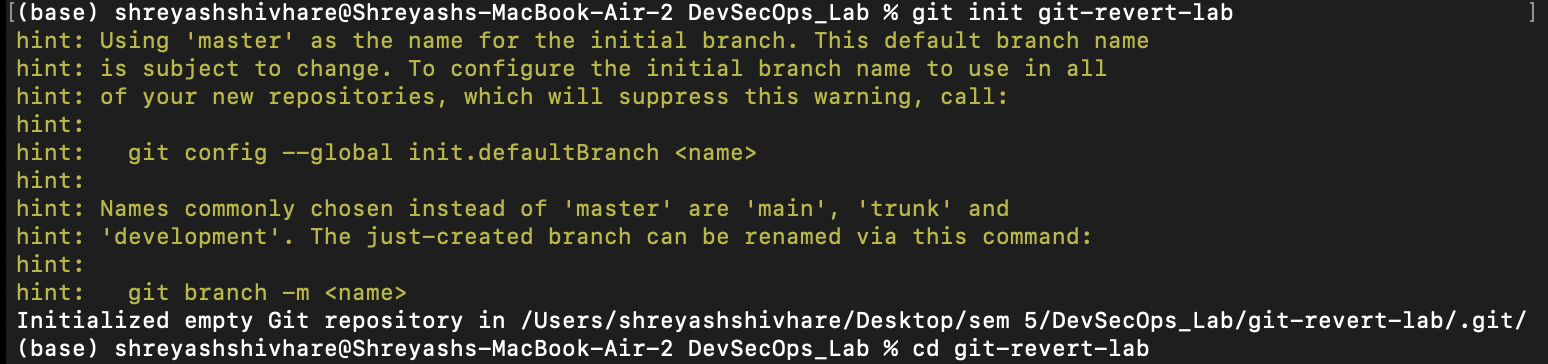 [(base) shreyashshivhare@Shreyashs-MacBook-Air-2 DevSecOps_Lab % git init git-revert-lab ]
hint: Using 'master' as the name for the initial branch. This default branch name
hint: is subject to change. To configure the initial branch name to use in all
hint: of your new repositories, which will suppress this warning, call:
hint:
hint:   git config --global init.defaultBranch <name>
hint:
hint: Names commonly chosen instead of 'master' are 'main', 'trunk' and
hint: 'development'. The just-created branch can be renamed via this command:
hint:
hint:   git branch -m <name>
Initialized empty Git repository in /Users/shreyashshivhare/Desktop/sem 5/DevSecOps_Lab/git-revert-lab/.git/
(base) shreyashshivhare@Shreyashs-MacBook-Air-2 DevSecOps_Lab % cd git-revert-lab